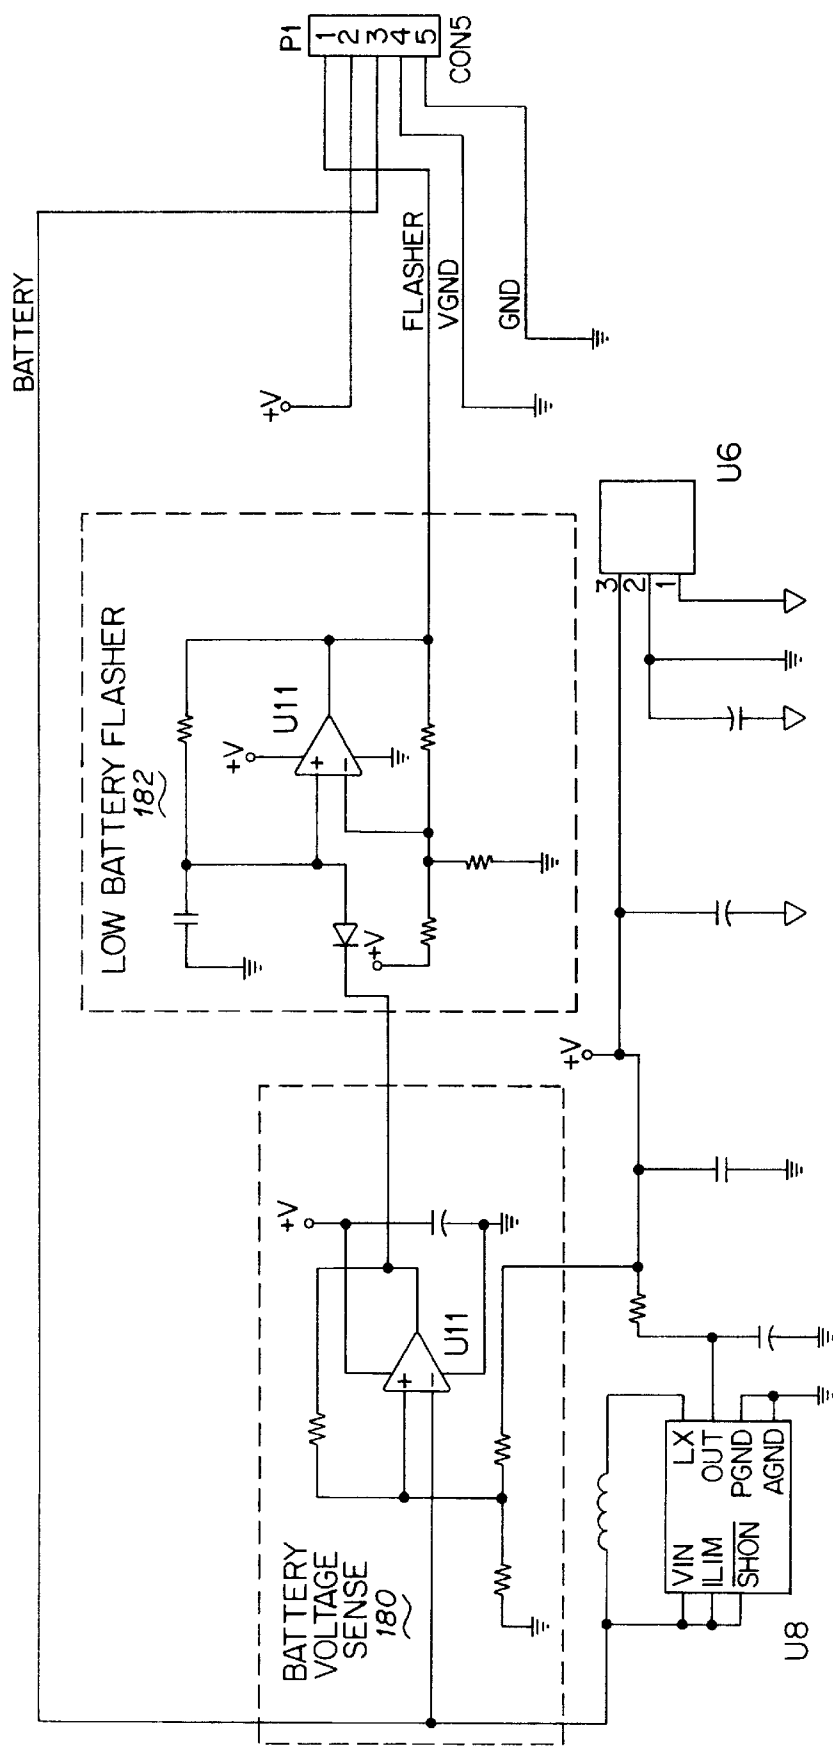 BATTERY
P1
1
2
3
4
5
CON5
FLASHER
VGND
GND
+V
LOW BATTERY FLASHER
182
+V
U11
+
−
+V
U6
3
2
1
+V
BATTERY
VOLTAGE
SENSE
180
+V
U11
+
−
VIN
ILIM
SHON
LX
OUT
PGND
AGND
U8